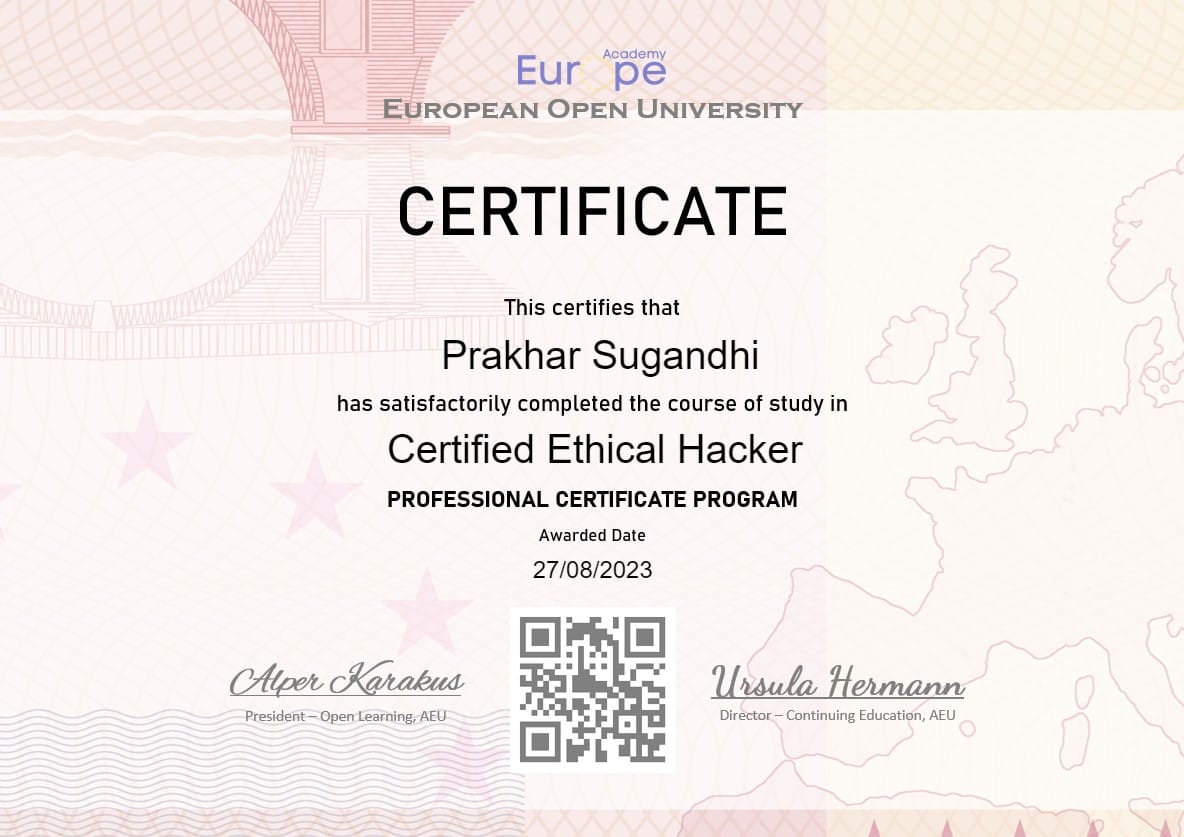 Academy
Eur pe
EUROPEAN OPEN UNIVERSITY
CERTIFICATE
This certifies that
Prakhar Sugandhi
has satisfactorily completed the course of study in
Certified Ethical Hacker
PROFESSIONAL CERTIFICATE PROGRAM
Awarded Date
27/08/2023
Alper Karakus
President – Open Learning, AEU
Ursula Hermann
Director – Continuing Education, AEU